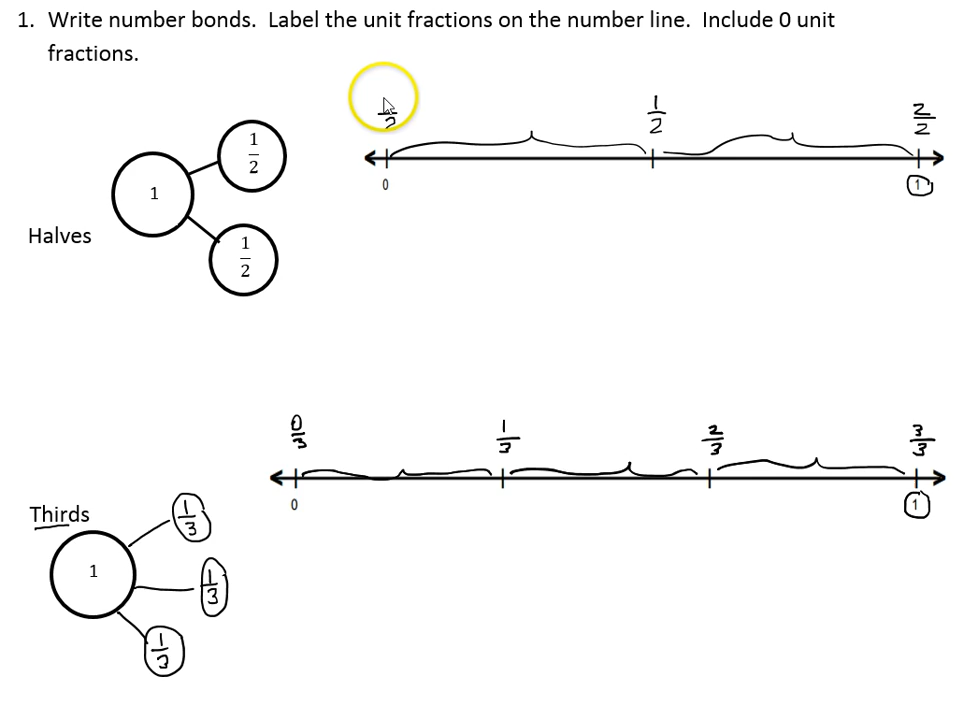 1. Write number bonds. Label the unit fractions on the number line. Include 0 unit
fractions.
1/2 2/2
1/2
1
0 1
Halves
1/2
0/3 1/3 2/3 3/3
0 1
Thirds
1/3
1
1/3
1/3